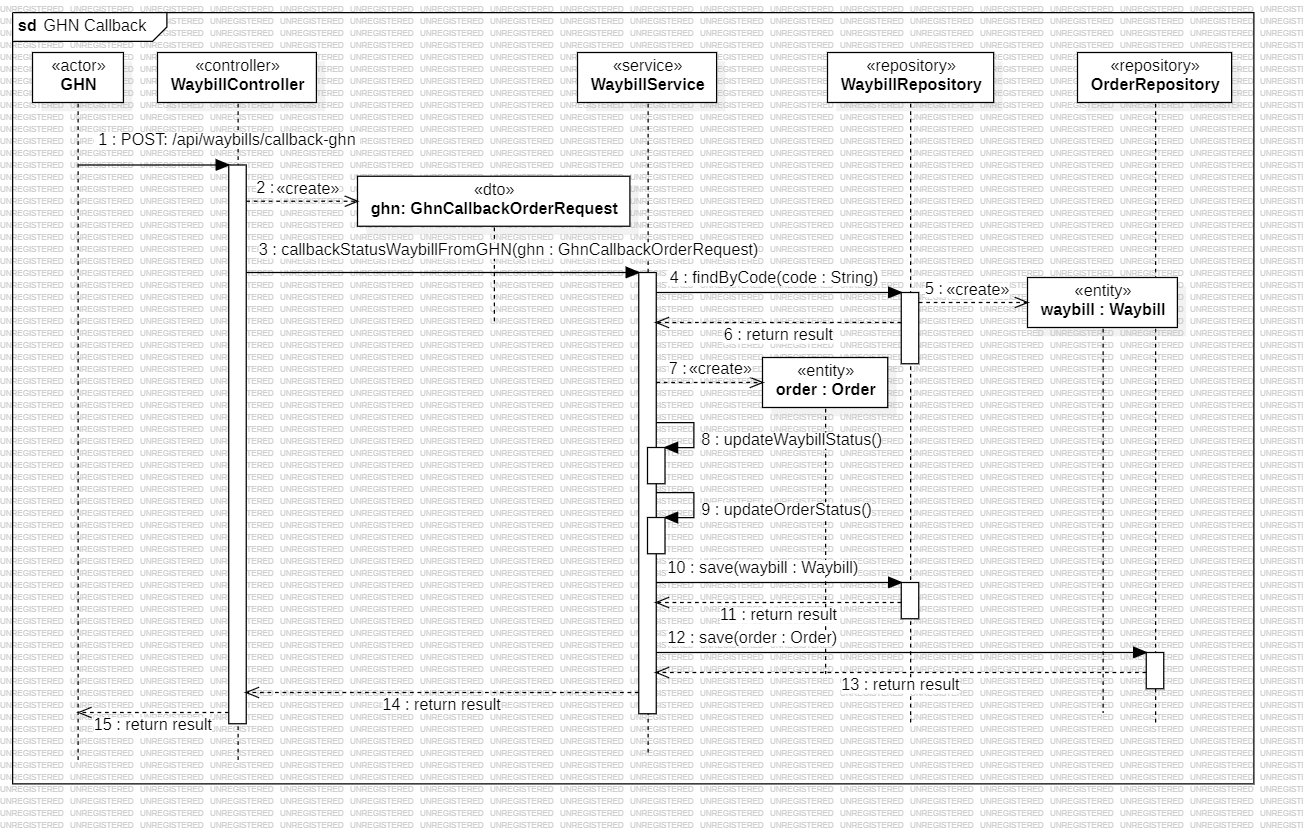 sd GHN Callback
«actor»
GHN
«controller»
WaybillController
«service»
WaybillService
«repository»
WaybillRepository
«repository»
OrderRepository
1 : POST: /api/waybills/callback-ghn
2 : «create»
«dto»
ghn: GhnCallbackOrderRequest
3 : callbackStatusWaybillFromGHN(ghn : GhnCallbackOrderRequest)
4 : findByCode(code : String)
5 : «create»
«entity»
waybill : Waybill
6 : return result
7 : «create»
«entity»
order : Order
8 : updateWaybillStatus()
9 : updateOrderStatus()
10 : save(waybill : Waybill)
11 : return result
12 : save(order : Order)
13 : return result
14 : return result
15 : return result
UNREGISTERED